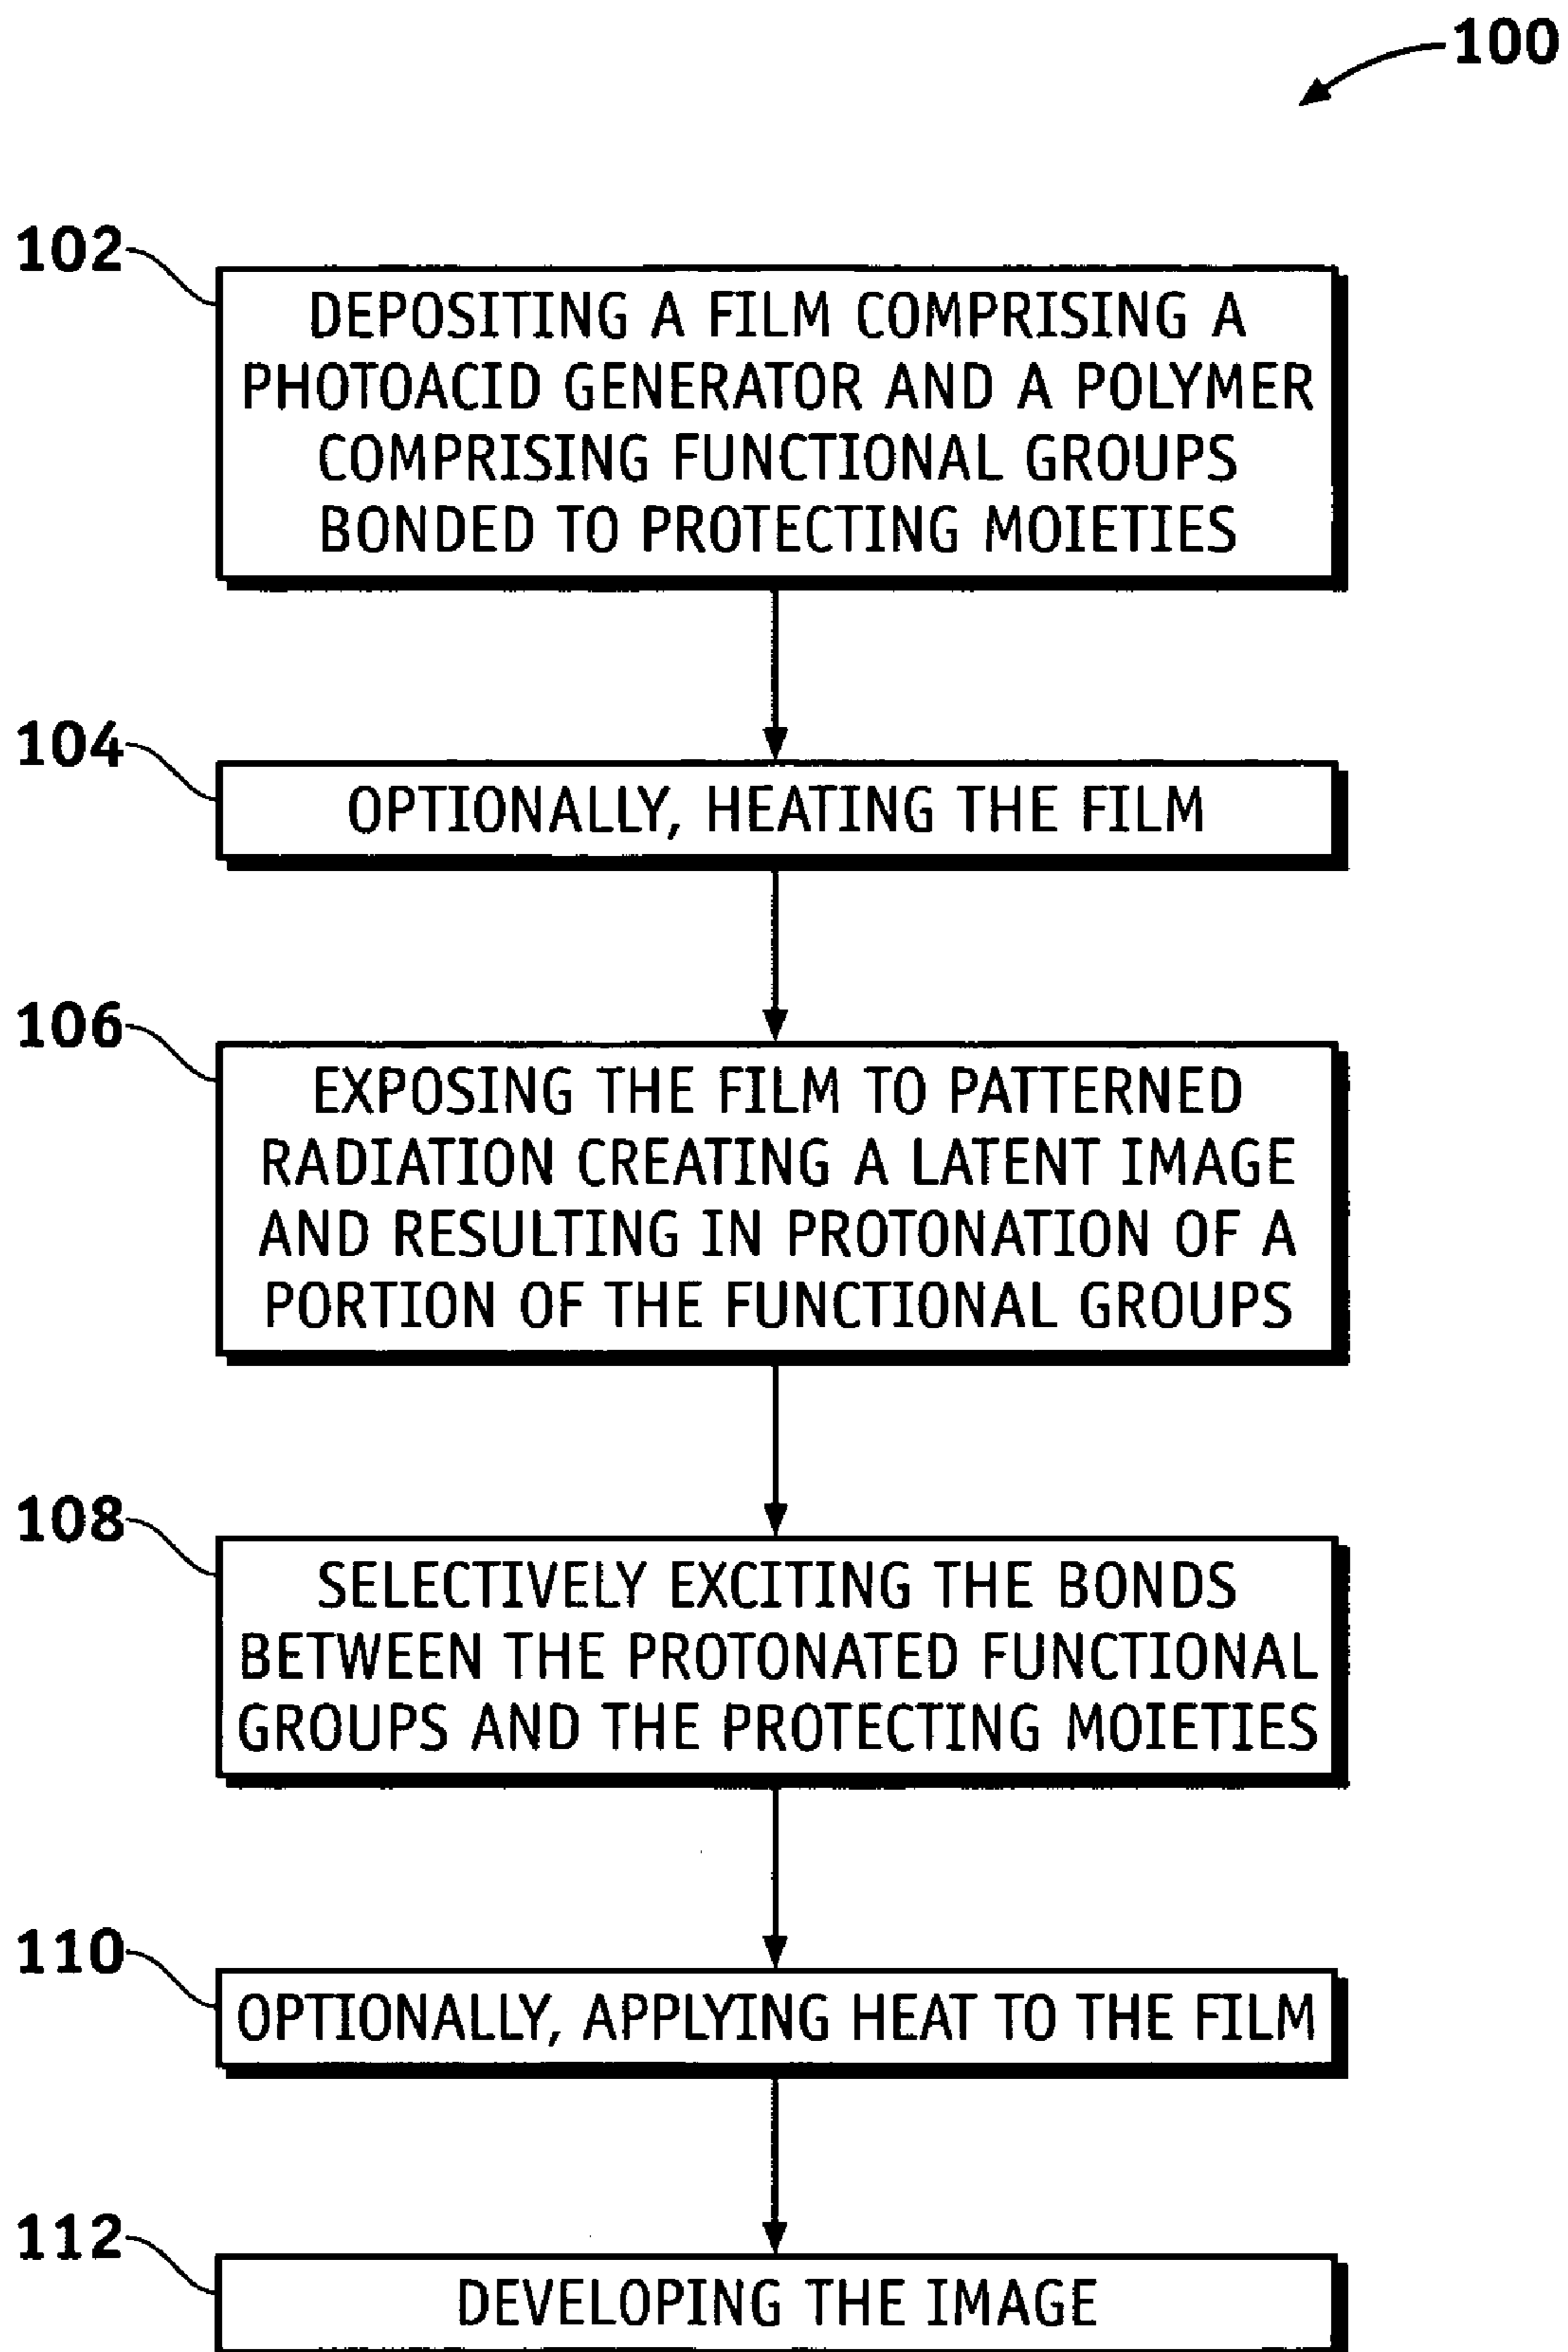 100
102
DEPOSITING A FILM COMPRISING A
PHOTOACID GENERATOR AND A POLYMER
COMPRISING FUNCTIONAL GROUPS
BONDED TO PROTECTING MOIETIES
104
OPTIONALLY, HEATING THE FILM
106
EXPOSING THE FILM TO PATTERNED
RADIATION CREATING A LATENT IMAGE
AND RESULTING IN PROTONATION OF A
PORTION OF THE FUNCTIONAL GROUPS
108
SELECTIVELY EXCITING THE BONDS
BETWEEN THE PROTONATED FUNCTIONAL
GROUPS AND THE PROTECTING MOIETIES
110
OPTIONALLY, APPLYING HEAT TO THE FILM
112
DEVELOPING THE IMAGE